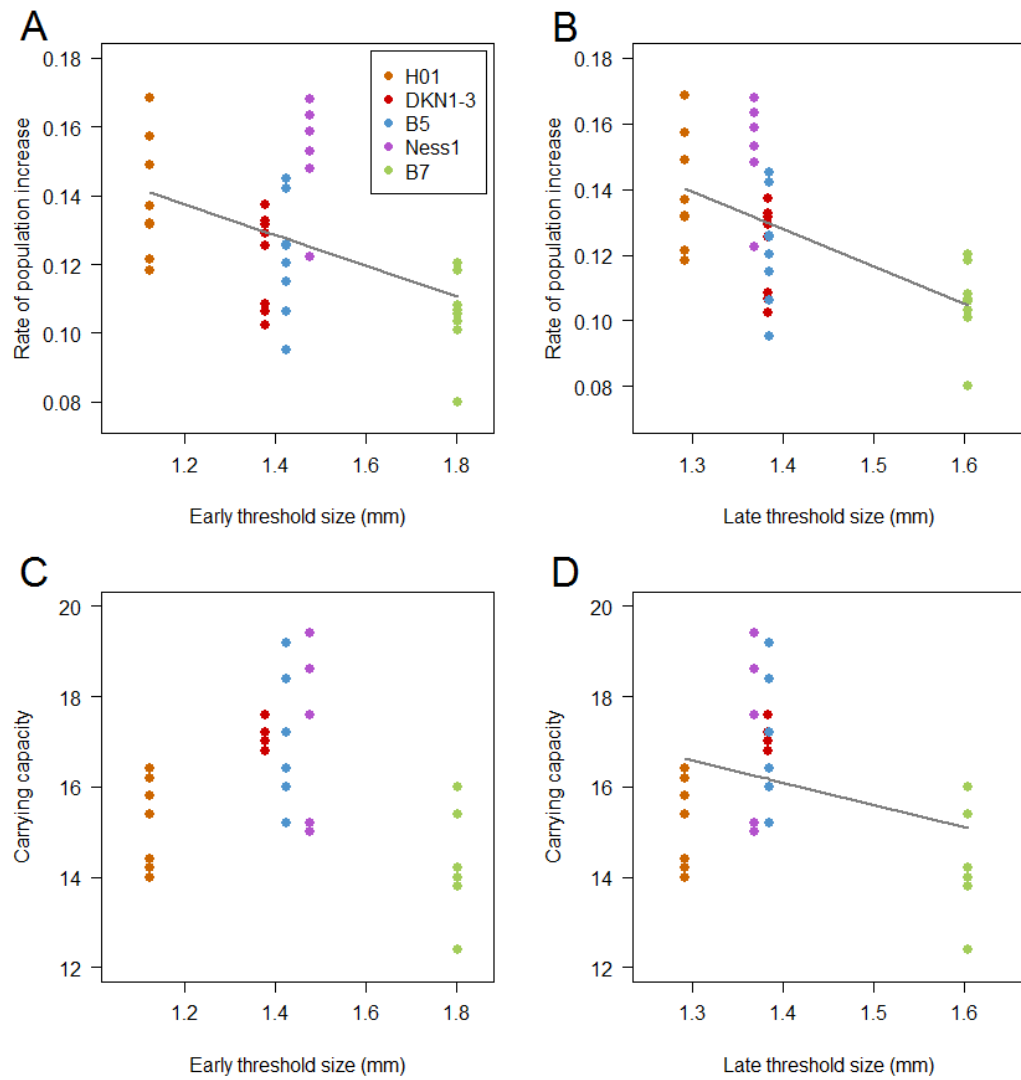 A
B
0.18
0.16
0.14
0.12
0.10
0.08
Rate of population increase
H01
DKN1-3
B5
Ness1
B7
1.2
1.4
1.6
1.8
Early threshold size (mm)
0.18
0.16
0.14
0.12
0.10
0.08
Rate of population increase
1.3
1.4
1.5
1.6
Late threshold size (mm)
C
D
20
18
16
14
12
Carrying capacity
1.2
1.4
1.6
1.8
Early threshold size (mm)
20
18
16
14
12
Carrying capacity
1.3
1.4
1.5
1.6
Late threshold size (mm)